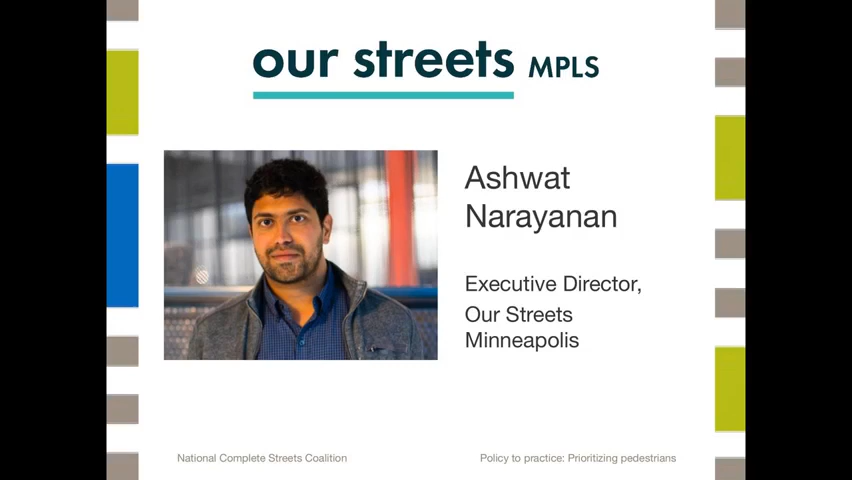 our streets MPLS
Ashwat
Narayanan
Executive Director,
Our Streets
Minneapolis
National Complete Streets Coalition
Policy to practice: Prioritizing pedestrians